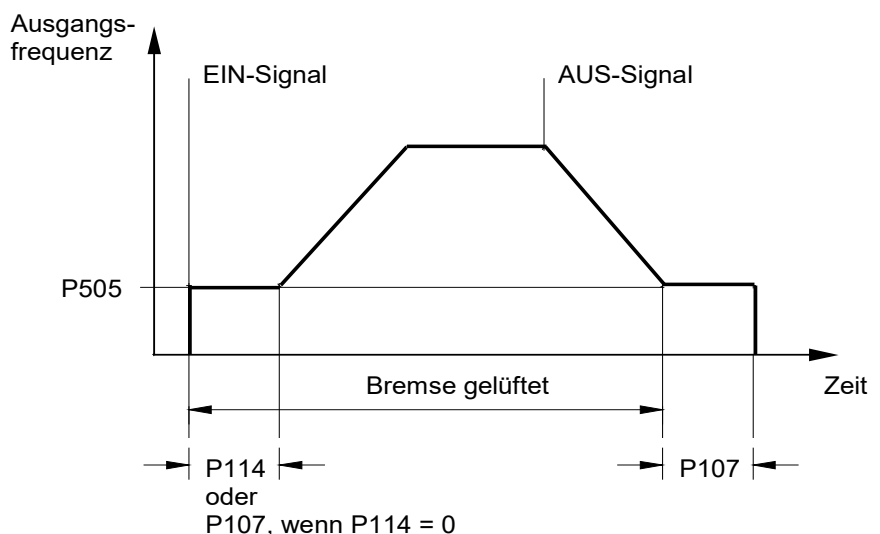 Ausgangs-
frequenz
EIN-Signal
AUS-Signal
P505
Bremse gelüftet
Zeit
P114
oder
P107, wenn P114 = 0
P107